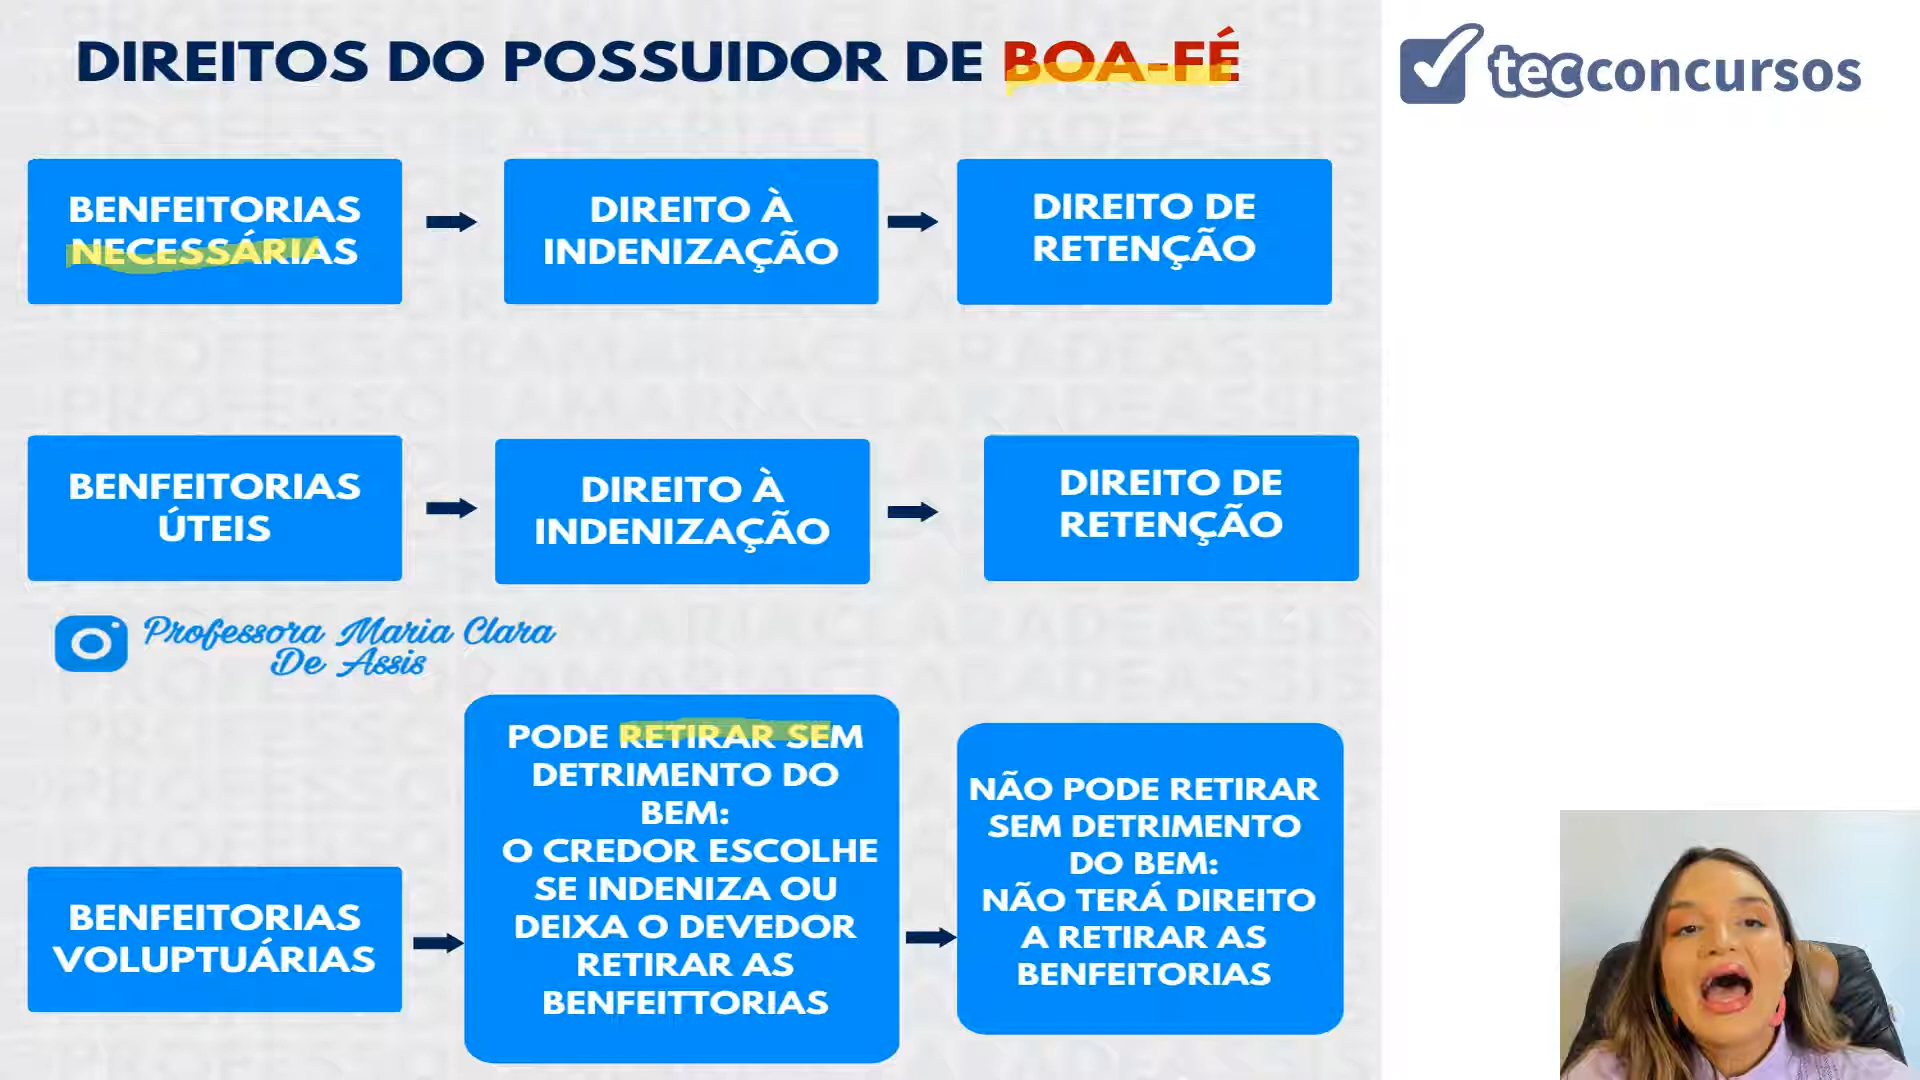 DIREITOS DO POSSUIDOR DE BOA-FÉ
tecconcursos
BENFEITORIAS
NECESSÁRIAS
DIREITO À
INDENIZAÇÃO
DIREITO DE
RETENÇÃO
BENFEITORIAS
ÚTEIS
DIREITO À
INDENIZAÇÃO
DIREITO DE
RETENÇÃO
Professora Maria Clara
De Assis
BENFEITORIAS
VOLUPTUÁRIAS
PODE RETIRAR SEM
DETRIMENTO DO
BEM:
O CREDOR ESCOLHE
SE INDENIZA OU
DEIXA O DEVEDOR
RETIRAR AS
BENFEITTORIAS
NÃO PODE RETIRAR
SEM DETRIMENTO
DO BEM:
NÃO TERÁ DIREITO
A RETIRAR AS
BENFEITORIAS